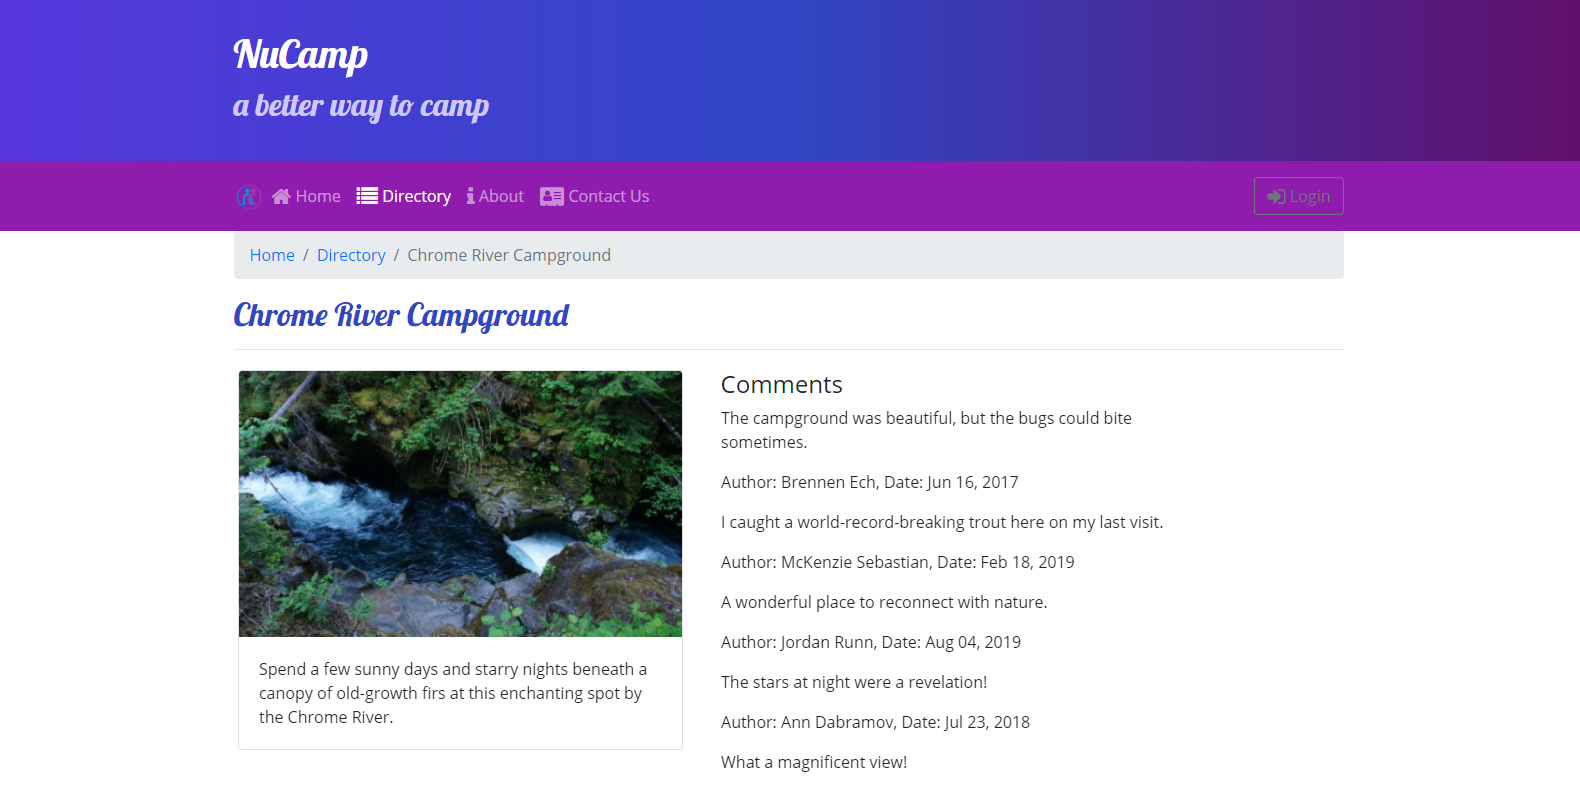 NuCamp
a better way to camp
Home Directory About Contact Us Login
Home / Directory / Chrome River Campground
Chrome River Campground
Spend a few sunny days and starry nights beneath a
canopy of old-growth firs at this enchanting spot by
the Chrome River.
Comments
The campground was beautiful, but the bugs could bite
sometimes.
Author: Brennen Ech, Date: Jun 16, 2017
I caught a world-record-breaking trout here on my last visit.
Author: McKenzie Sebastian, Date: Feb 18, 2019
A wonderful place to reconnect with nature.
Author: Jordan Runn, Date: Aug 04, 2019
The stars at night were a revelation!
Author: Ann Dabramov, Date: Jul 23, 2018
What a magnificent view!